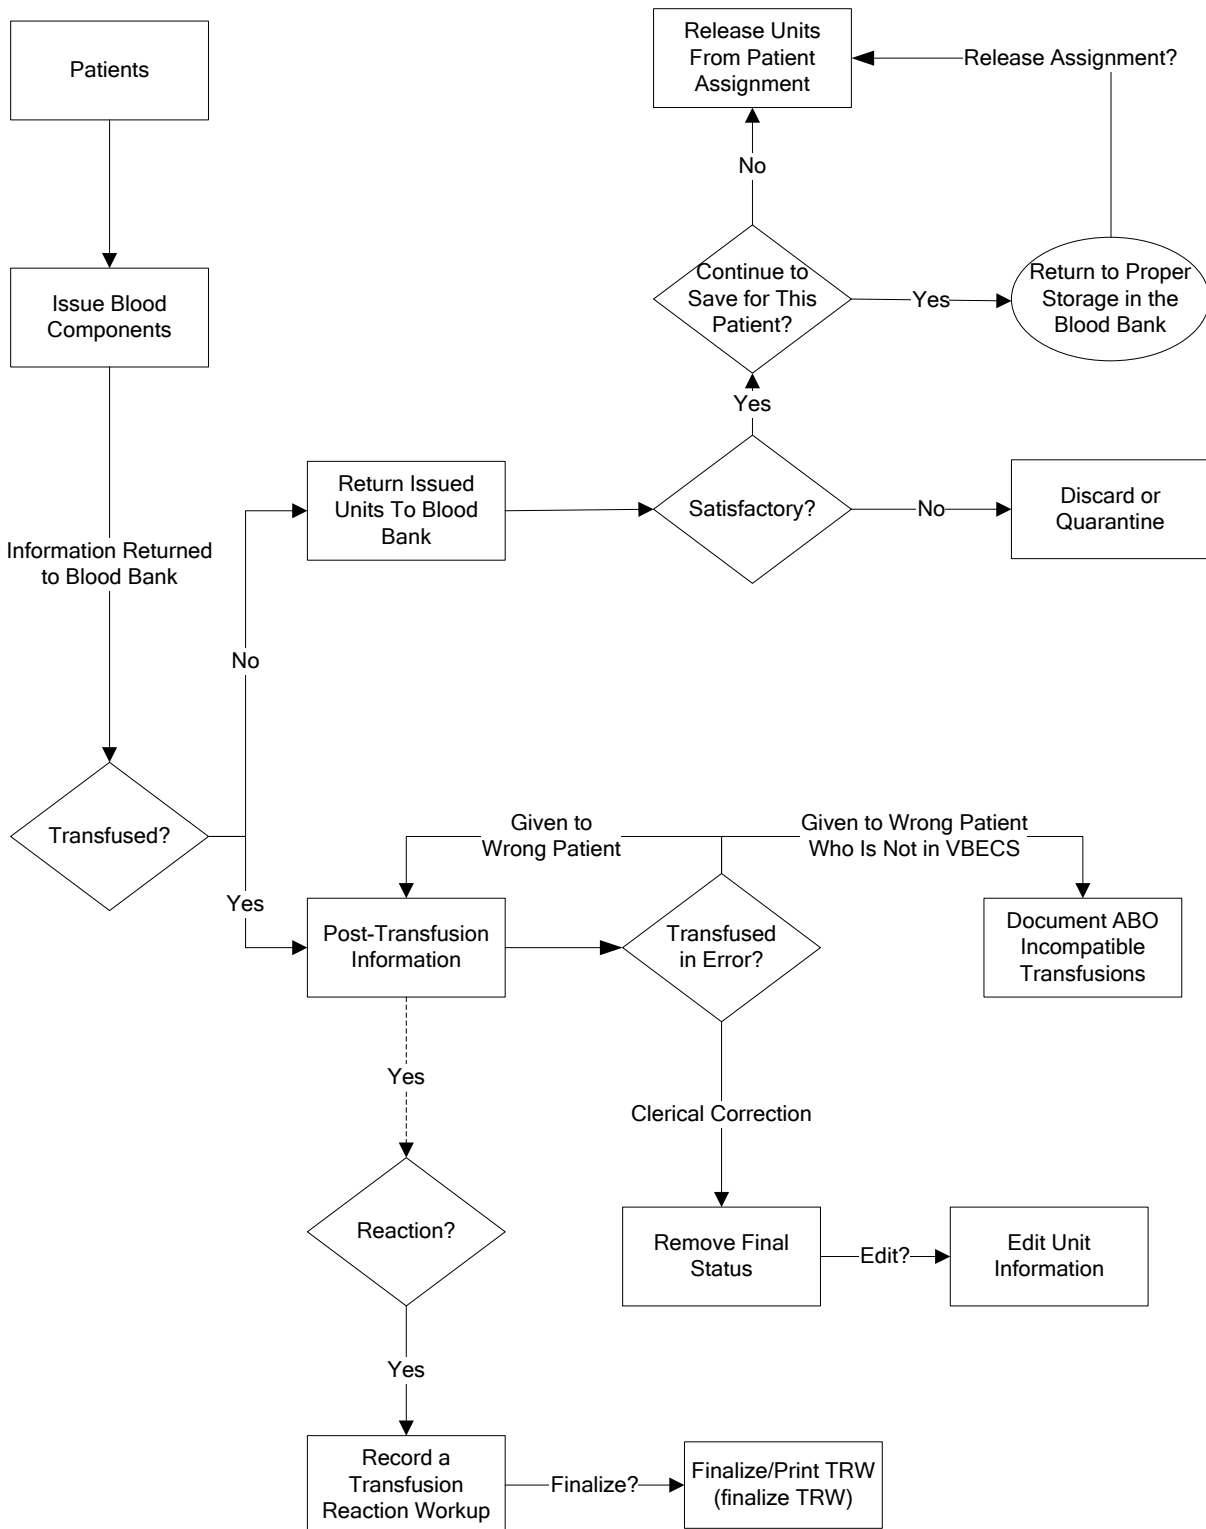 Patients
Release Units
From Patient
Assignment
Release Assignment?
No
Issue Blood
Components
Continue to
Save for This
Patient?
Yes
Return to Proper
Storage in the
Blood Bank
Yes
Return Issued
Units To Blood
Bank
Satisfactory?
No
Discard or
Quarantine
Information Returned
to Blood Bank
No
Transfused?
Yes
Given to
Wrong Patient
Given to Wrong Patient
Who Is Not in VBECS
Post-Transfusion
Information
Transfused
in Error?
Document ABO
Incompatible
Transfusions
Yes
Clerical Correction
Reaction?
Remove Final
Status
Edit?
Edit Unit
Information
Yes
Record a
Transfusion
Reaction Workup
Finalize?
Finalize/Print TRW
(finalize TRW)